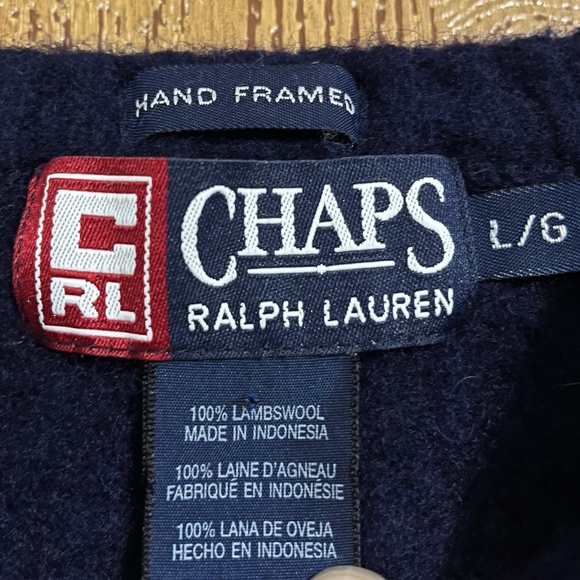 HAND FRAMED
C
RL
CHAPS
RALPH LAUREN
L/G
100% LAMBSWOOL
MADE IN INDONESIA
100% LAINE D'AGNEAU
FABRIQUÉ EN INDONÉSIE
100% LANA DE OVEJA
HECHO EN INDONESIA